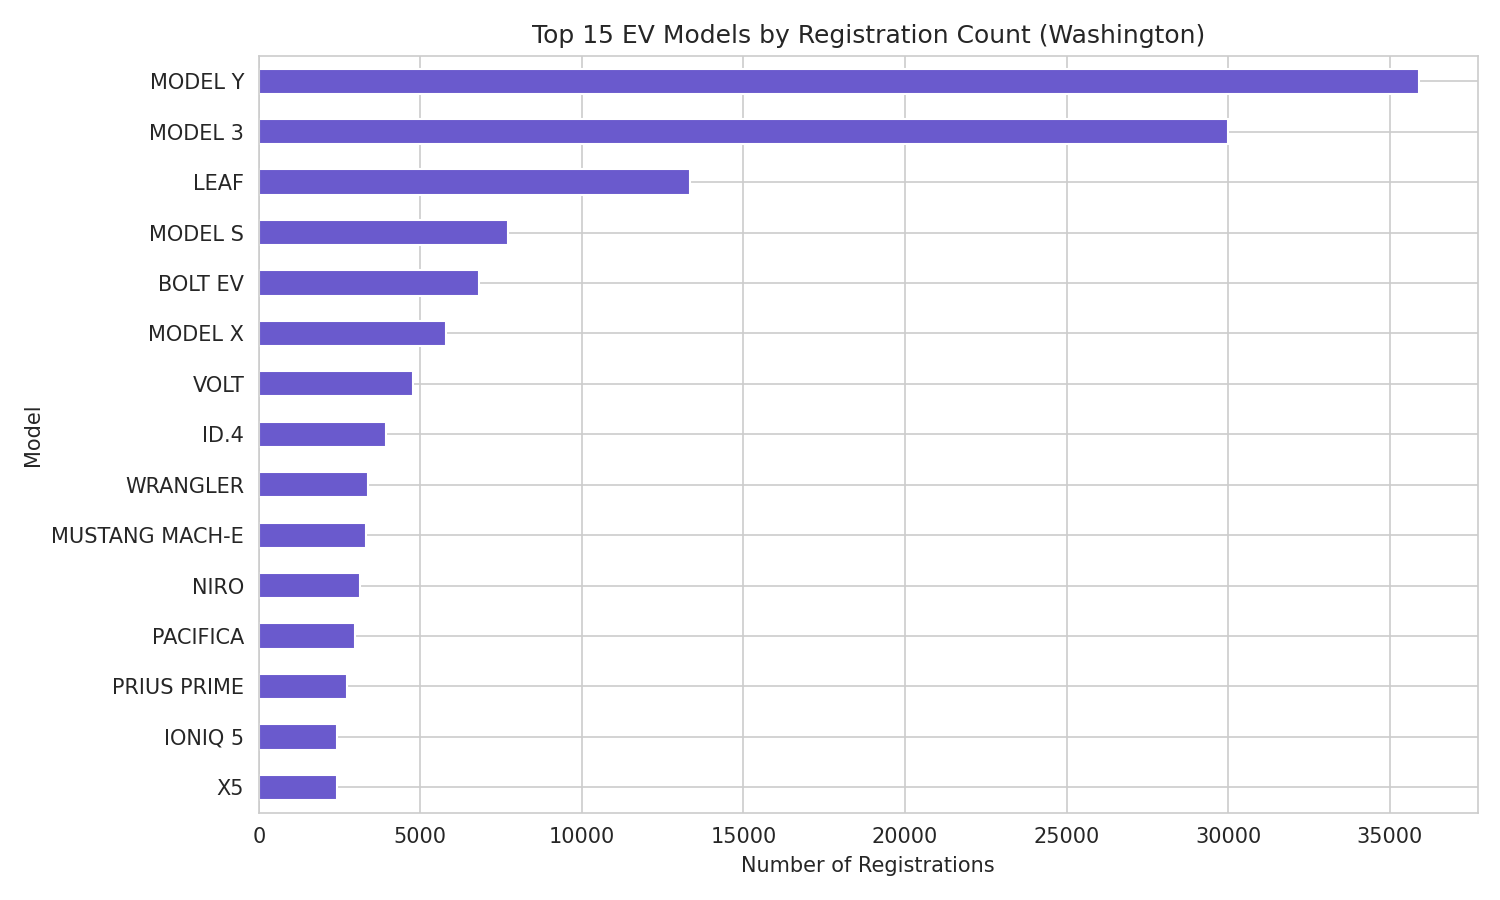 Top 15 EV Models by Registration Count (Washington)
MODEL Y
MODEL 3
LEAF
MODEL S
BOLT EV
MODEL X
VOLT
ID.4
WRANGLER
MUSTANG MACH-E
NIRO
PACIFICA
PRIUS PRIME
IONIQ 5
X5
Model
0 5000 10000 15000 20000 25000 30000 35000
Number of Registrations